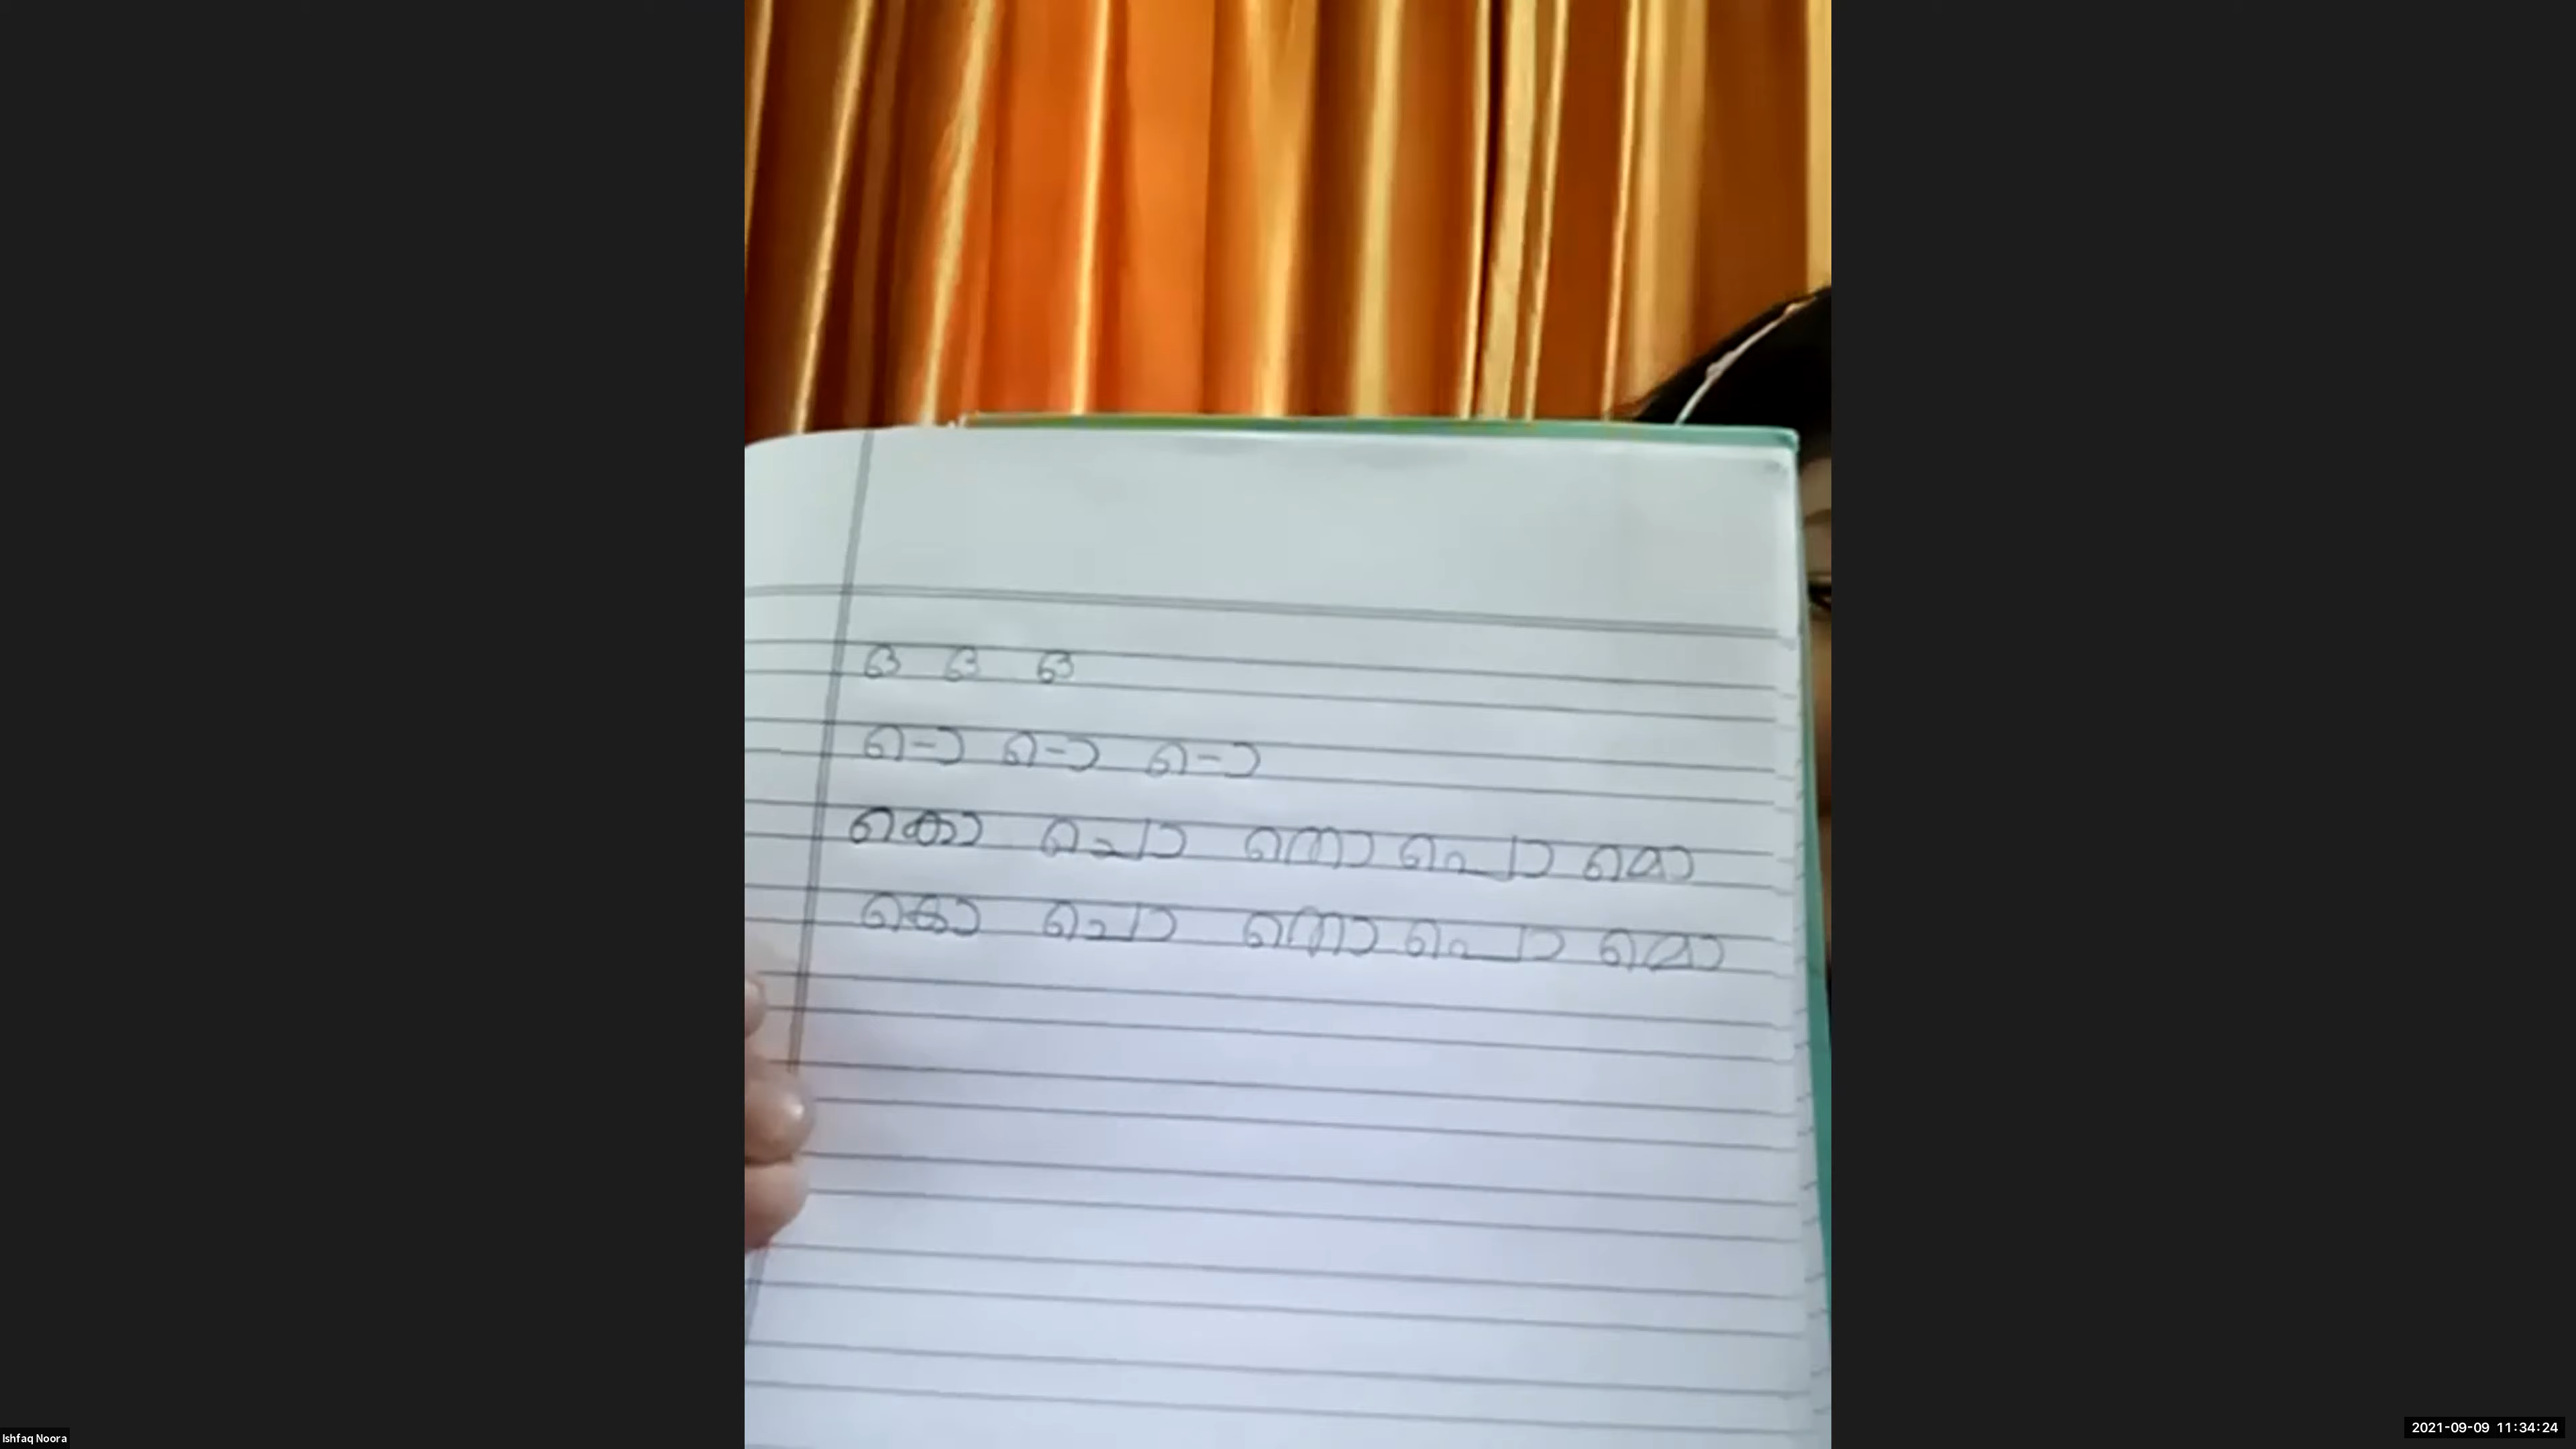 ഒ ഒ ഒ
െ-ാ െ-ാ െ-ാ
കൊ ചൊ തൊ പൊ മൊ
കൊ ചൊ തൊ പൊ മൊ
Ishfaq Noora
2021-09-09 11:34:24